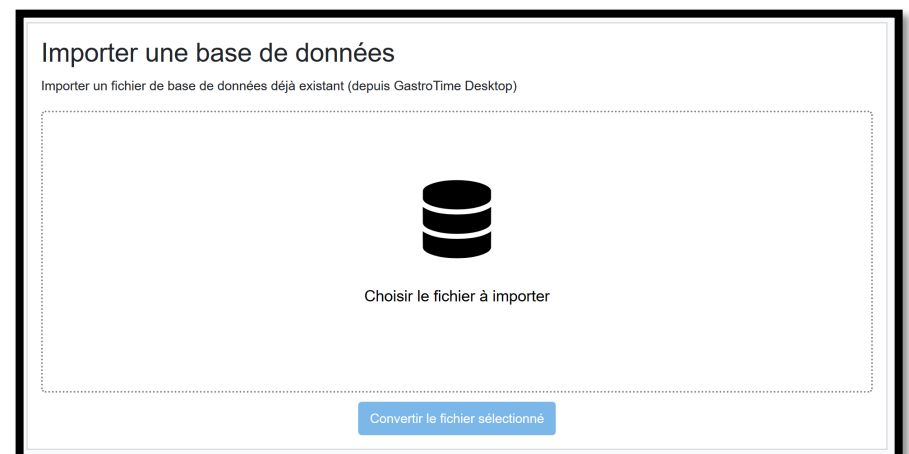 Importer une base de données
Importer un fichier de base de données déjà existant (depuis GastroTime Desktop)
Choisir le fichier à importer
Convertir le fichier sélectionné